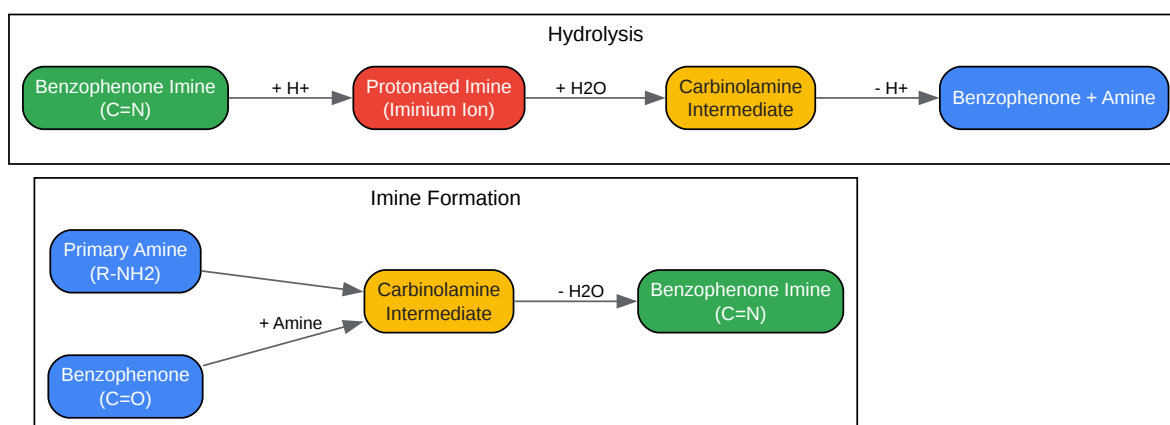 Hydrolysis
Benzophenone Imine
(C=N)
+ H+
Protonated Imine
(Iminium Ion)
+ H2O
Carbinolamine
Intermediate
- H+
Benzophenone + Amine
Imine Formation
Primary Amine
(R-NH2)
Benzophenone
(C=O)
+ Amine
Carbinolamine
Intermediate
- H2O
Benzophenone Imine
(C=N)